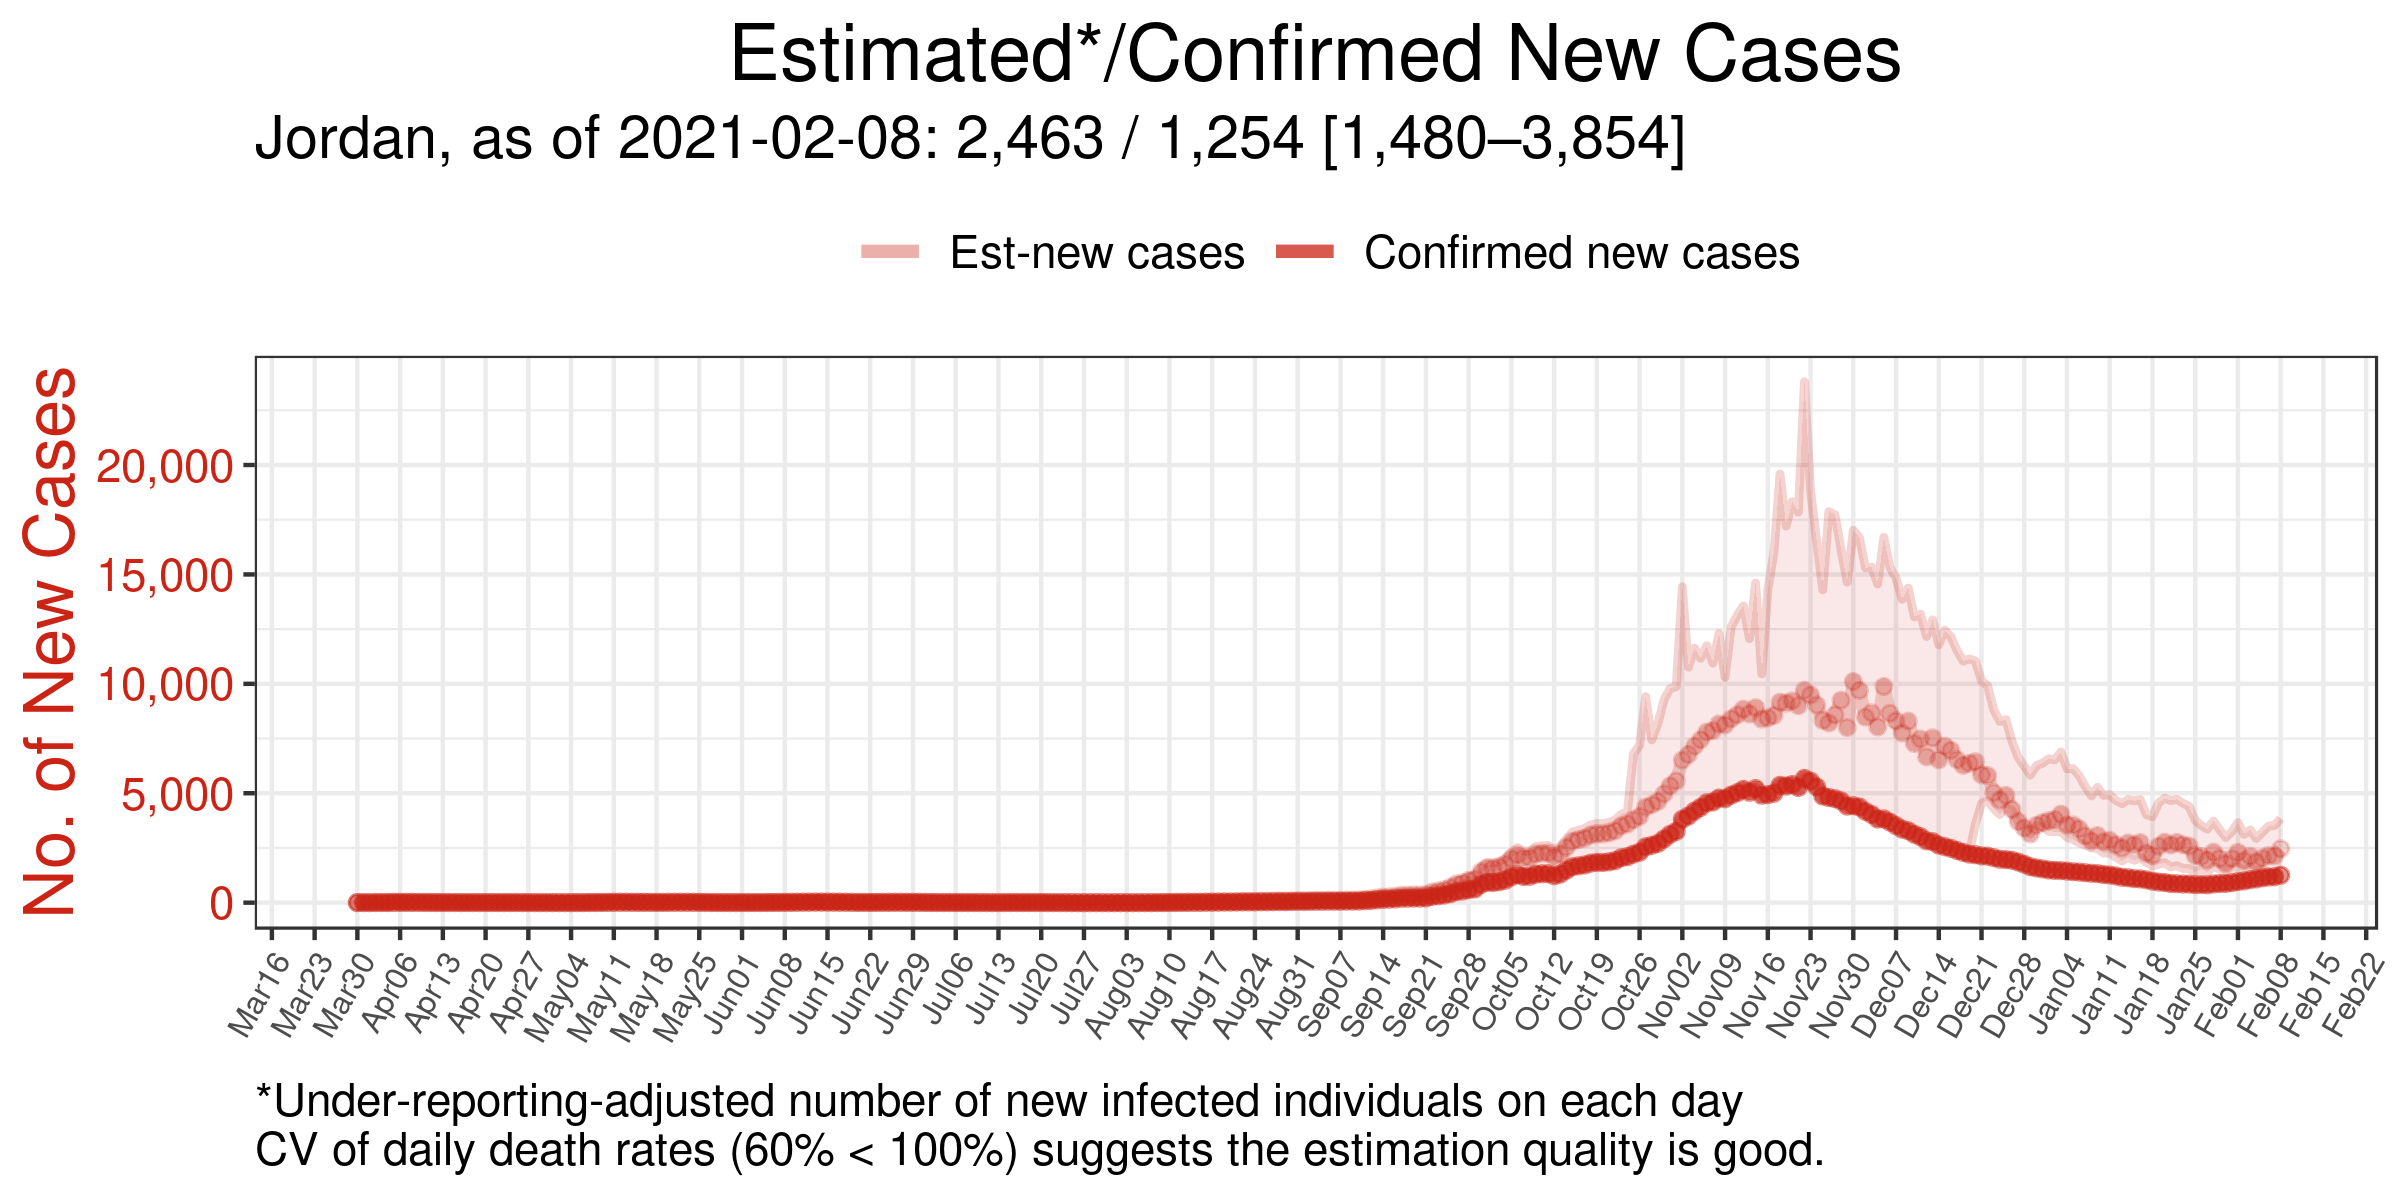 Estimated*/Confirmed New Cases
Jordan, as of 2021-02-08: 2,463 / 1,254 [1,480–3,854]
Est-new cases
Confirmed new cases
No. of New Cases
20,000
15,000
10,000
5,000
0
Mar16
Mar23
Mar30
Apr06
Apr13
Apr20
Apr27
May04
May11
May18
May25
Jun01
Jun08
Jun15
Jun22
Jun29
Jul06
Jul13
Jul20
Jul27
Aug03
Aug10
Aug17
Aug24
Aug31
Sep07
Sep14
Sep21
Sep28
Oct05
Oct12
Oct19
Oct26
Nov02
Nov09
Nov16
Nov23
Nov30
Dec07
Dec14
Dec21
Dec28
Jan04
Jan11
Jan18
Jan25
Feb01
Feb08
Feb15
Feb22
*Under-reporting-adjusted number of new infected individuals on each day
CV of daily death rates (60% < 100%) suggests the estimation quality is good.